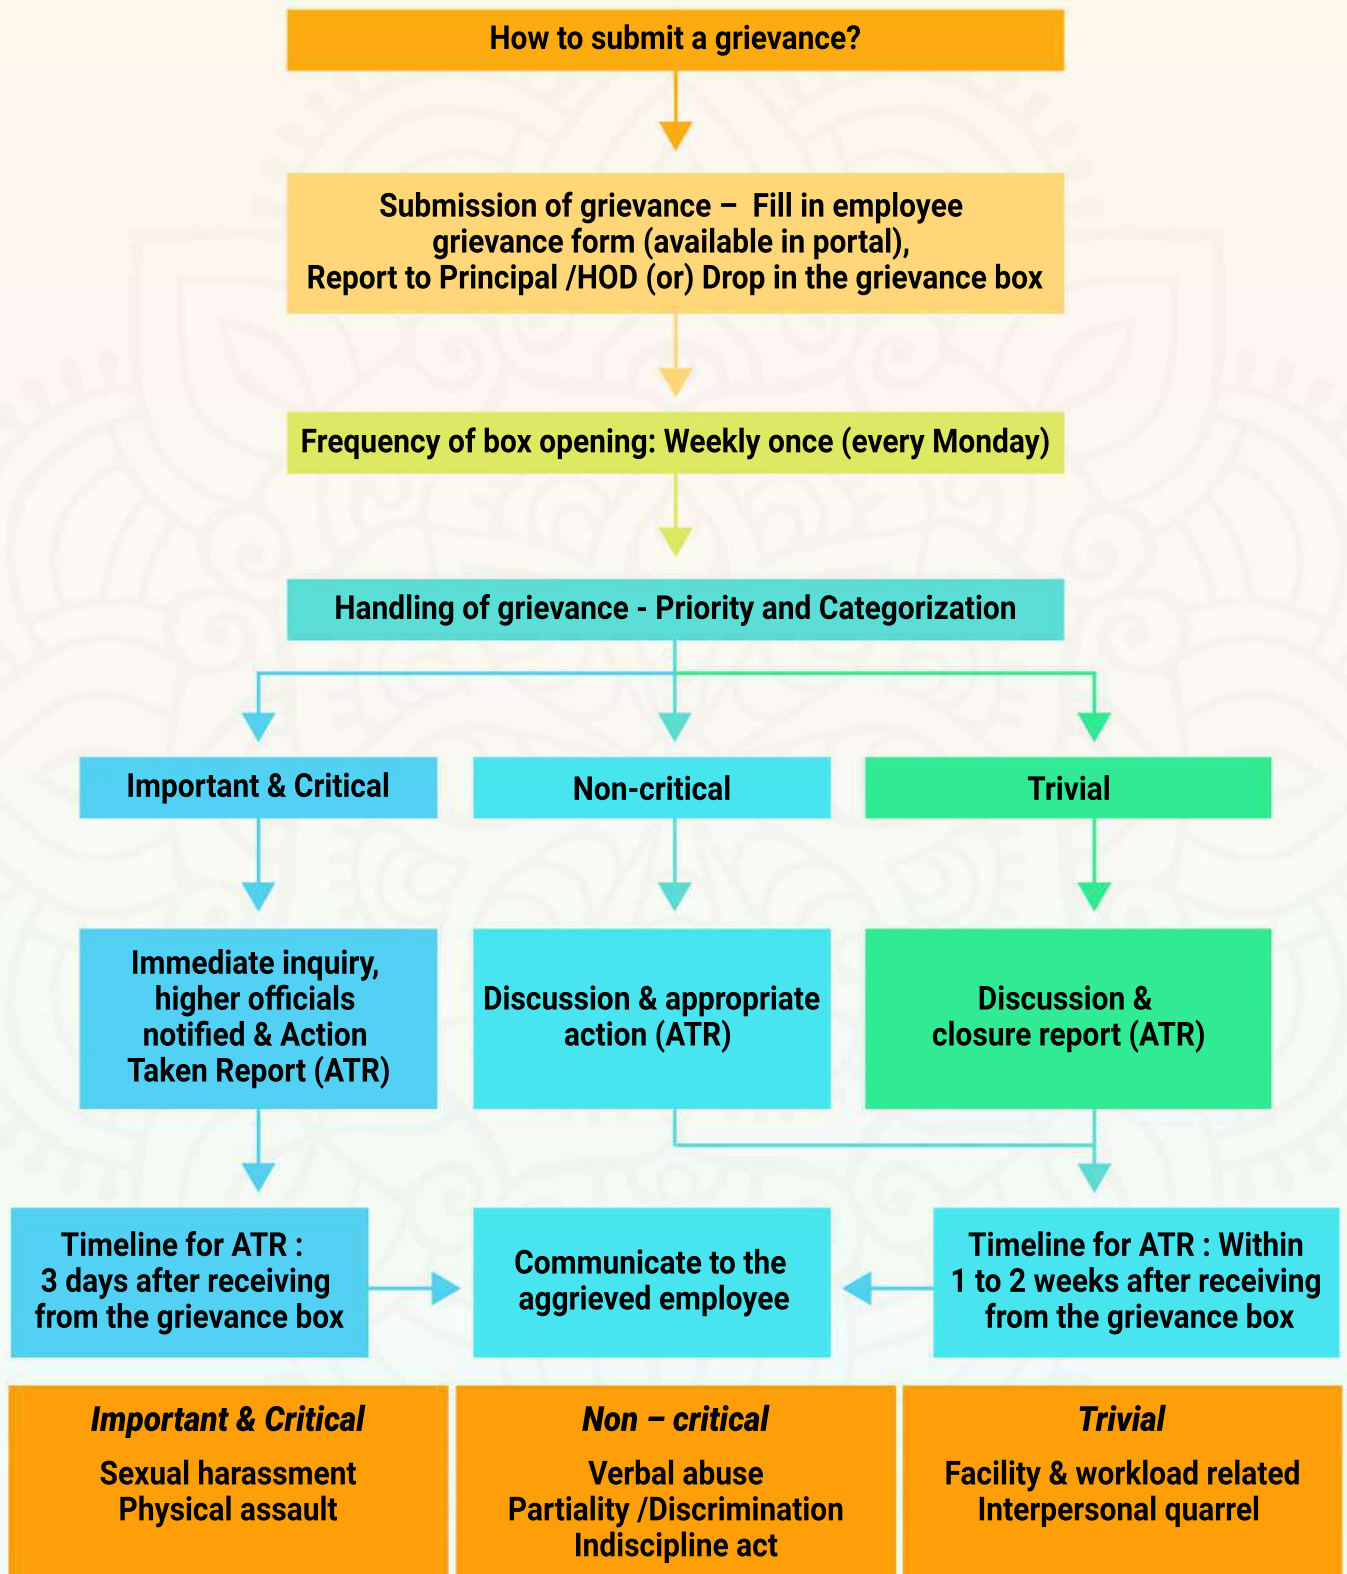 How to submit a grievance?
Submission of grievance – Fill in employee
grievance form (available in portal),
Report to Principal /HOD (or) Drop in the grievance box
Frequency of box opening: Weekly once (every Monday)
Handling of grievance - Priority and Categorization
Important & Critical
Non-critical
Trivial
Immediate inquiry,
higher officials
notified & Action
Taken Report (ATR)
Discussion & appropriate
action (ATR)
Discussion &
closure report (ATR)
Timeline for ATR :
3 days after receiving
from the grievance box
Communicate to the
aggrieved employee
Timeline for ATR : Within
1 to 2 weeks after receiving
from the grievance box
Important & Critical
Sexual harassment
Physical assault
Non – critical
Verbal abuse
Partiality /Discrimination
Indiscipline act
Trivial
Facility & workload related
Interpersonal quarrel